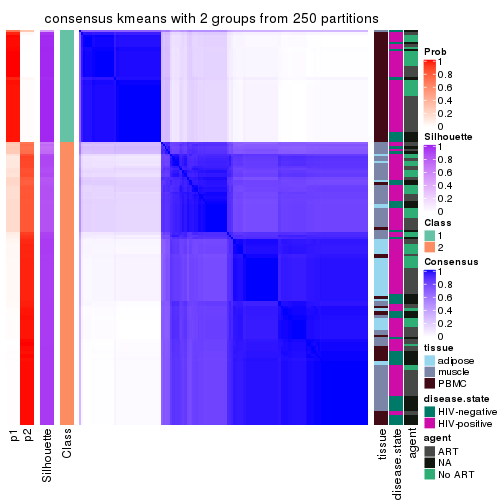 consensus kmeans with 2 groups from 250 partitions
Prob
1
0.8
0.6
0.4
0.2
0
Silhouette
1
0.8
0.6
0.4
0.2
0
Class
1
2
Consensus
1
0.8
0.6
0.4
0.2
0
tissue
adipose
muscle
PBMC
disease.state
HIV-negative
HIV-positive
agent
ART
NA
No ART
p1
p2
Silhouette
Class
tissue
disease.state
agent